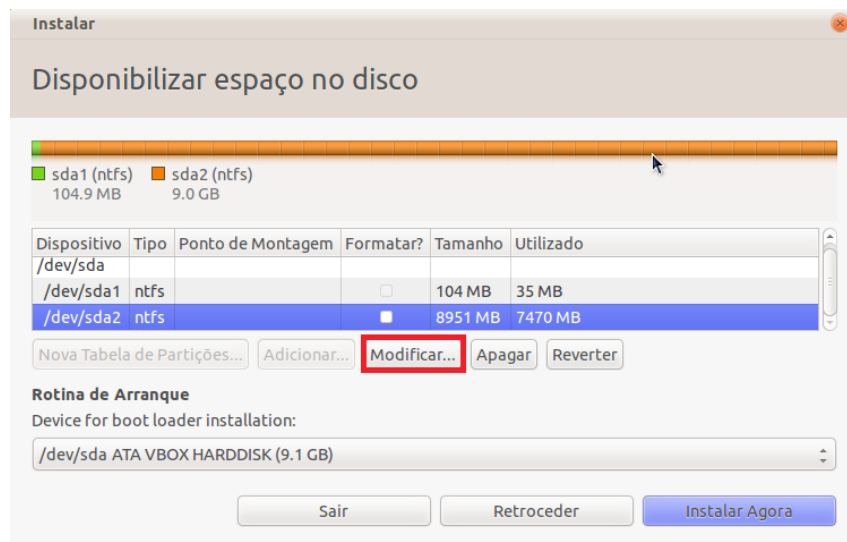 Instalar
Disponibilizar espaço no disco
sda1 (ntfs) sda2 (ntfs)
104.9 MB 9.0 GB
Dispositivo Tipo Ponto de Montagem Formatar? Tamanho Utilizado
/dev/sda
/dev/sda1 ntfs 104 MB 35 MB
/dev/sda2 ntfs 8951 MB 7470 MB
Nova Tabela de Partições... Adicionar... Modificar... Apagar Reverter
Rotina de Arranque
Device for boot loader installation:
/dev/sda ATA VBOX HARDDISK (9.1 GB)
Sair Retroceder Instalar Agora